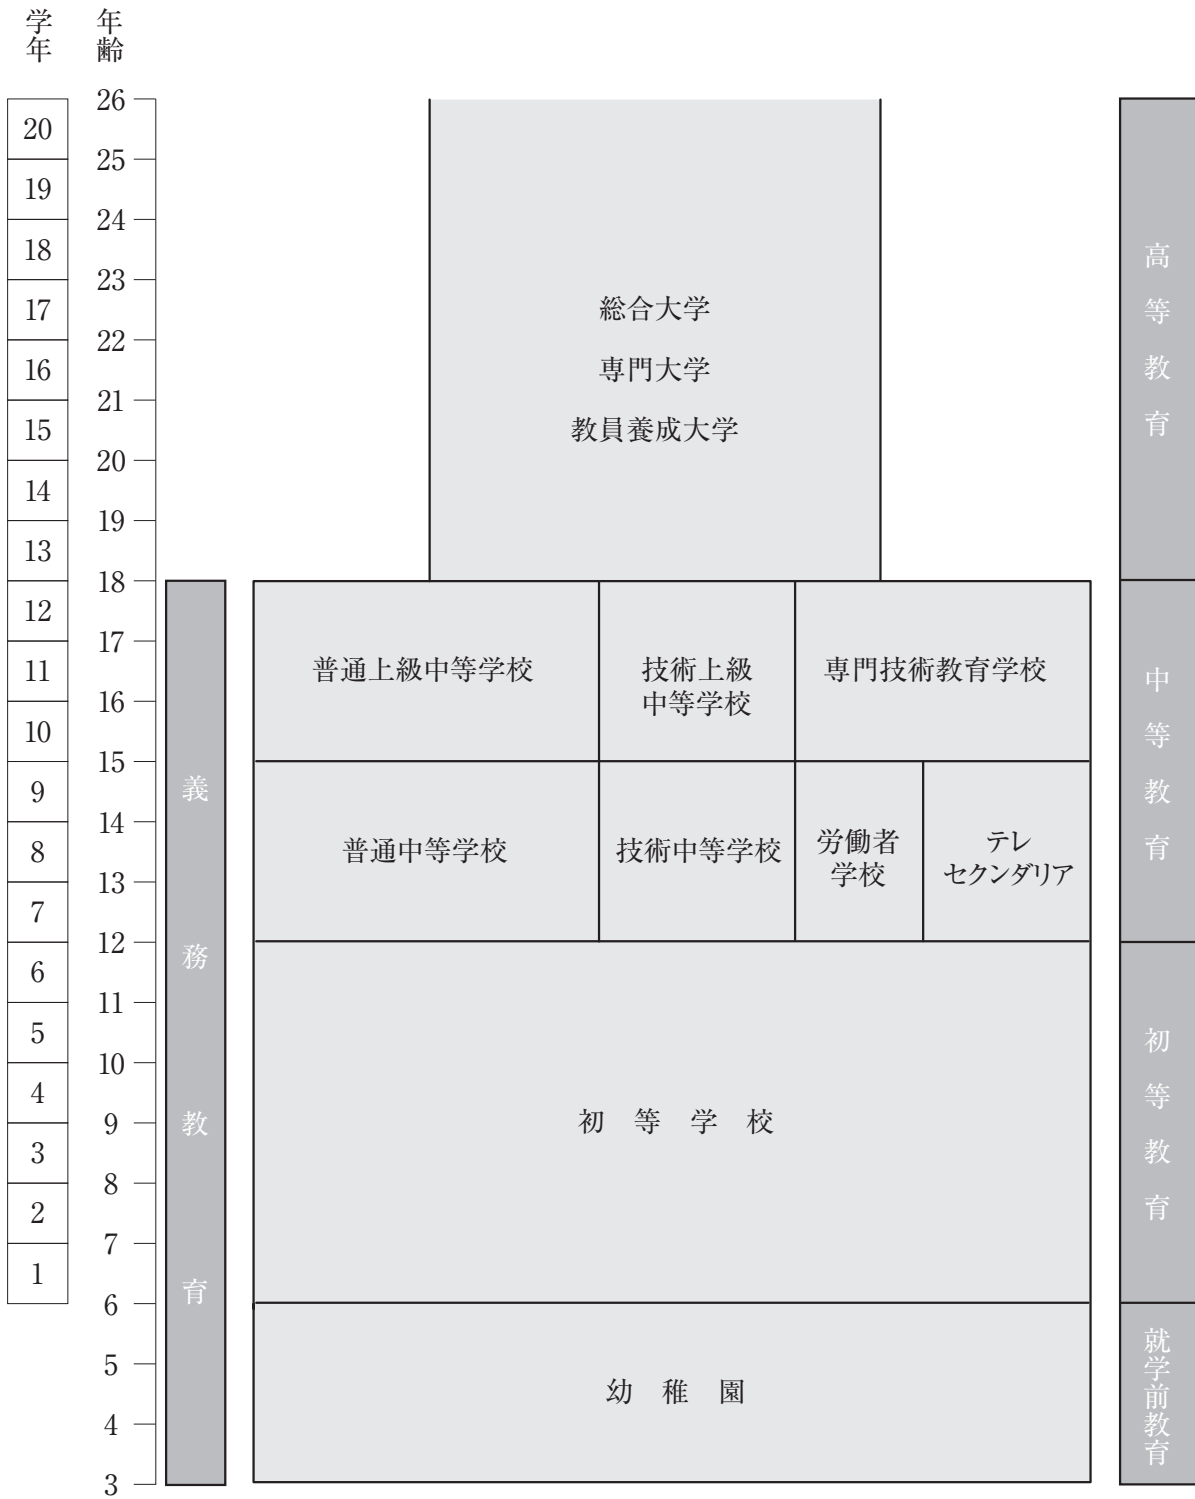 学年
年齢
26
20
25
19
24
18
23
17
22
16
21
15
20
14
19
13
18
12
17
11
16
10
15
9
14
8
13
7
12
6
11
5
10
4
9
3
8
2
7
1
6
5
4
3
義務教育
総合大学
専門大学
教員養成大学
普通上級中等学校
技術上級
中等学校
専門技術教育学校
普通中等学校
技術中等学校
労働者
学校
テレ
セクンダリア
初等学校
幼稚園
高等教育
中等教育
初等教育
就学前教育